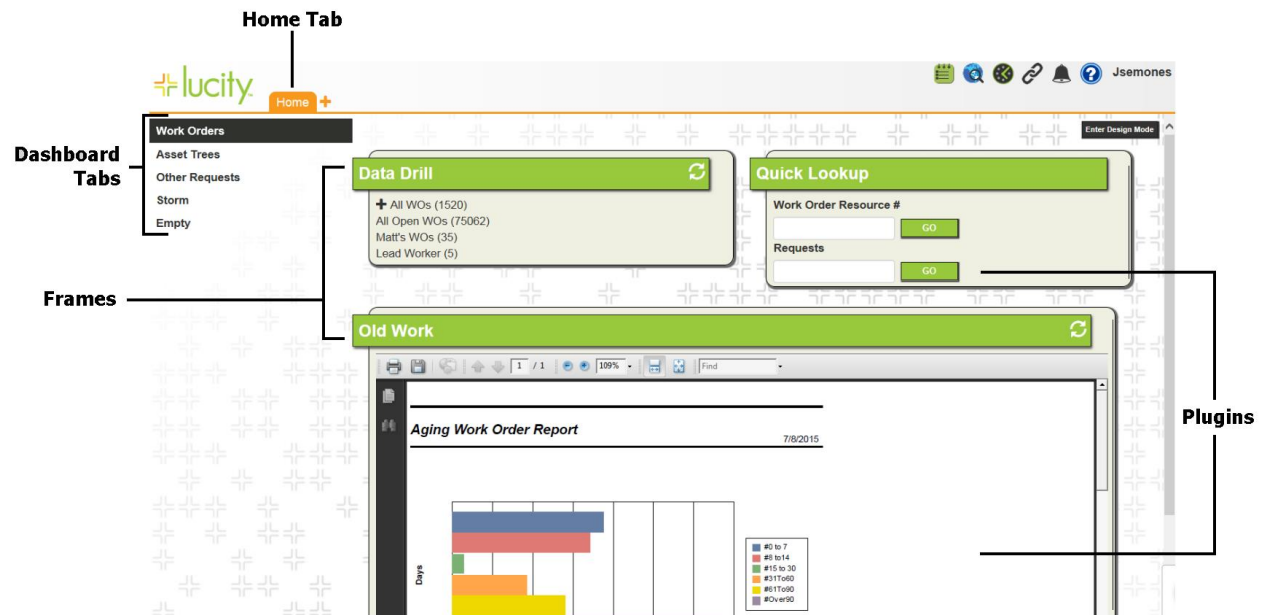 Home Tab
lucity
Home +
Jsemones
Work Orders
Asset Trees
Other Requests
Storm
Empty
Dashboard
Tabs
Enter Design Mode
Data Drill
+ All WOs (1520)
All Open WOs (75062)
Matt's WOs (35)
Lead Worker (5)
Quick Lookup
Work Order Resource #
GO
Requests
GO
Frames
Plugins
Old Work
1 / 1 109% Find
Aging Work Order Report
7/8/2015
Days
#0 to 7
#8 to14
#15 to 30
#31To60
#61To90
#Over90